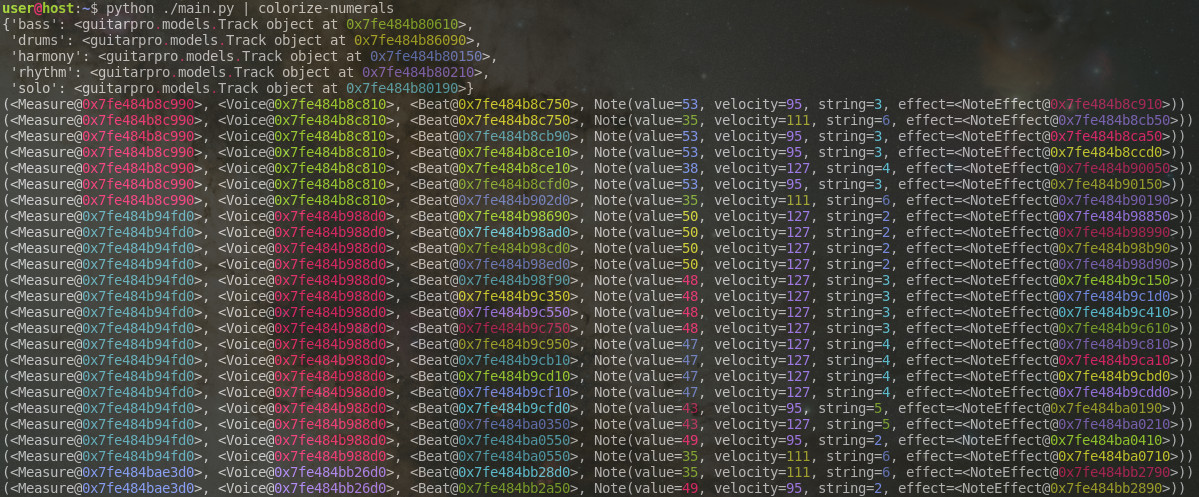 user@host:~$ python ./main.py | colorize-numerals
{'bass': <guitarpro.models.Track object at 0x7fe484b80610>,
 'drums': <guitarpro.models.Track object at 0x7fe484b86090>,
 'harmony': <guitarpro.models.Track object at 0x7fe484b80150>,
 'rhythm': <guitarpro.models.Track object at 0x7fe484b80210>,
 'solo': <guitarpro.models.Track object at 0x7fe484b80190>}
(<Measure@0x7fe484b8c990>, <Voice@0x7fe484b8c810>, <Beat@0x7fe484b8c750>, Note(value=53, velocity=95, string=3, effect=<NoteEffect@0x7fe484b8c910>))
(<Measure@0x7fe484b8c990>, <Voice@0x7fe484b8c810>, <Beat@0x7fe484b8c750>, Note(value=35, velocity=111, string=6, effect=<NoteEffect@0x7fe484b8cb50>))
(<Measure@0x7fe484b8c990>, <Voice@0x7fe484b8c810>, <Beat@0x7fe484b8cb90>, Note(value=53, velocity=95, string=3, effect=<NoteEffect@0x7fe484b8ca50>))
(<Measure@0x7fe484b8c990>, <Voice@0x7fe484b8c810>, <Beat@0x7fe484b8ce10>, Note(value=53, velocity=95, string=3, effect=<NoteEffect@0x7fe484b8ccd0>))
(<Measure@0x7fe484b8c990>, <Voice@0x7fe484b8c810>, <Beat@0x7fe484b8ce10>, Note(value=38, velocity=127, string=4, effect=<NoteEffect@0x7fe484b90050>))
(<Measure@0x7fe484b8c990>, <Voice@0x7fe484b8c810>, <Beat@0x7fe484b8cfd0>, Note(value=53, velocity=95, string=3, effect=<NoteEffect@0x7fe484b90150>))
(<Measure@0x7fe484b8c990>, <Voice@0x7fe484b8c810>, <Beat@0x7fe484b902d0>, Note(value=35, velocity=111, string=6, effect=<NoteEffect@0x7fe484b90190>))
(<Measure@0x7fe484b94fd0>, <Voice@0x7fe484b988d0>, <Beat@0x7fe484b98690>, Note(value=50, velocity=127, string=2, effect=<NoteEffect@0x7fe484b98850>))
(<Measure@0x7fe484b94fd0>, <Voice@0x7fe484b988d0>, <Beat@0x7fe484b98ad0>, Note(value=50, velocity=127, string=2, effect=<NoteEffect@0x7fe484b98990>))
(<Measure@0x7fe484b94fd0>, <Voice@0x7fe484b988d0>, <Beat@0x7fe484b98cd0>, Note(value=50, velocity=127, string=2, effect=<NoteEffect@0x7fe484b98b90>))
(<Measure@0x7fe484b94fd0>, <Voice@0x7fe484b988d0>, <Beat@0x7fe484b98ed0>, Note(value=50, velocity=127, string=2, effect=<NoteEffect@0x7fe484b98d90>))
(<Measure@0x7fe484b94fd0>, <Voice@0x7fe484b988d0>, <Beat@0x7fe484b98f90>, Note(value=48, velocity=127, string=3, effect=<NoteEffect@0x7fe484b9c150>))
(<Measure@0x7fe484b94fd0>, <Voice@0x7fe484b988d0>, <Beat@0x7fe484b9c350>, Note(value=48, velocity=127, string=3, effect=<NoteEffect@0x7fe484b9c1d0>))
(<Measure@0x7fe484b94fd0>, <Voice@0x7fe484b988d0>, <Beat@0x7fe484b9c550>, Note(value=48, velocity=127, string=3, effect=<NoteEffect@0x7fe484b9c410>))
(<Measure@0x7fe484b94fd0>, <Voice@0x7fe484b988d0>, <Beat@0x7fe484b9c750>, Note(value=48, velocity=127, string=3, effect=<NoteEffect@0x7fe484b9c610>))
(<Measure@0x7fe484b94fd0>, <Voice@0x7fe484b988d0>, <Beat@0x7fe484b9c950>, Note(value=47, velocity=127, string=4, effect=<NoteEffect@0x7fe484b9c810>))
(<Measure@0x7fe484b94fd0>, <Voice@0x7fe484b988d0>, <Beat@0x7fe484b9cb10>, Note(value=47, velocity=127, string=4, effect=<NoteEffect@0x7fe484b9ca10>))
(<Measure@0x7fe484b94fd0>, <Voice@0x7fe484b988d0>, <Beat@0x7fe484b9cd10>, Note(value=47, velocity=127, string=4, effect=<NoteEffect@0x7fe484b9cbd0>))
(<Measure@0x7fe484b94fd0>, <Voice@0x7fe484b988d0>, <Beat@0x7fe484b9cf10>, Note(value=47, velocity=127, string=4, effect=<NoteEffect@0x7fe484b9cdd0>))
(<Measure@0x7fe484b94fd0>, <Voice@0x7fe484b988d0>, <Beat@0x7fe484b9cfd0>, Note(value=43, velocity=95, string=5, effect=<NoteEffect@0x7fe484ba0190>))
(<Measure@0x7fe484b94fd0>, <Voice@0x7fe484b988d0>, <Beat@0x7fe484ba0350>, Note(value=43, velocity=127, string=5, effect=<NoteEffect@0x7fe484ba0210>))
(<Measure@0x7fe484b94fd0>, <Voice@0x7fe484b988d0>, <Beat@0x7fe484ba0550>, Note(value=49, velocity=95, string=2, effect=<NoteEffect@0x7fe484ba0410>))
(<Measure@0x7fe484b94fd0>, <Voice@0x7fe484b988d0>, <Beat@0x7fe484ba0550>, Note(value=35, velocity=111, string=6, effect=<NoteEffect@0x7fe484ba0710>))
(<Measure@0x7fe484bae3d0>, <Voice@0x7fe484bb26d0>, <Beat@0x7fe484bb28d0>, Note(value=35, velocity=111, string=6, effect=<NoteEffect@0x7fe484bb2790>))
(<Measure@0x7fe484bae3d0>, <Voice@0x7fe484bb26d0>, <Beat@0x7fe484bb2a50>, Note(value=49, velocity=95, string=2, effect=<NoteEffect@0x7fe484bb2890>))